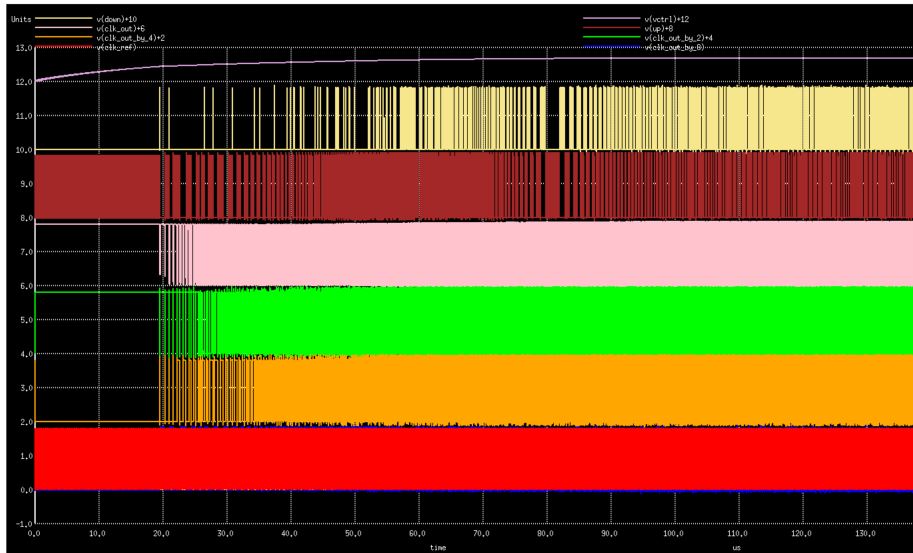 Units v(down)+10 v(vctrl)+12
v(clk_out)+6 v(up)+8
v(clk_out_by_4)+2 v(clk_out_by_2)+4
v(clk_ref) v(clk_out_by_8)
13.0
12.0
11.0
10.0
9.0
8.0
7.0
6.0
5.0
4.0
3.0
2.0
1.0
0.0
-1.0
0.0 10.0 20.0 30.0 40.0 50.0 60.0 70.0 80.0 90.0 100.0 110.0 120.0 130.0
time us